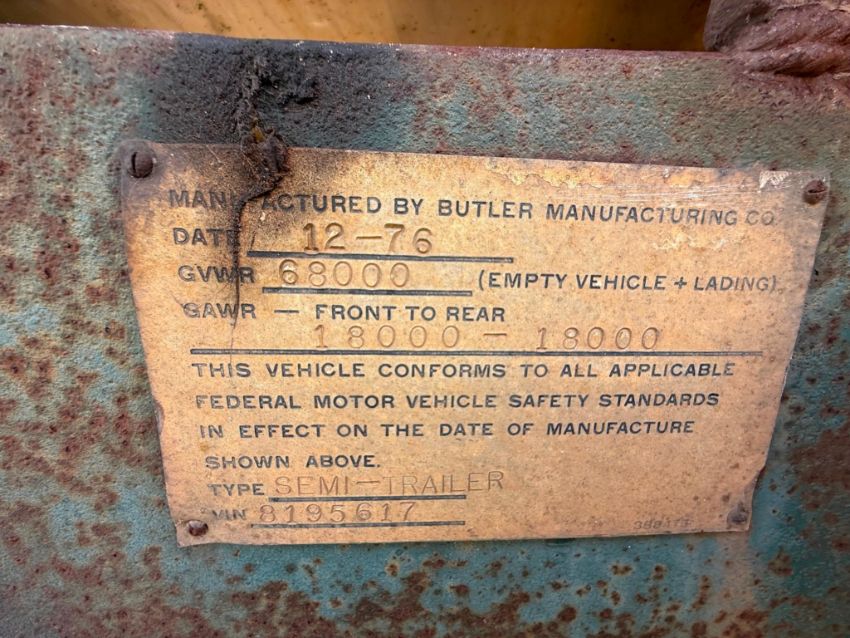 MANUFACTURED BY BUTLER MANUFACTURING CO.
DATE 12-76
GVWR 68000 (EMPTY VEHICLE + LADING)
GAWR — FRONT TO REAR
18000 - 18000
THIS VEHICLE CONFORMS TO ALL APPLICABLE
FEDERAL MOTOR VEHICLE SAFETY STANDARDS
IN EFFECT ON THE DATE OF MANUFACTURE
SHOWN ABOVE.
TYPE SEMI-TRAILER
VIN 8195617